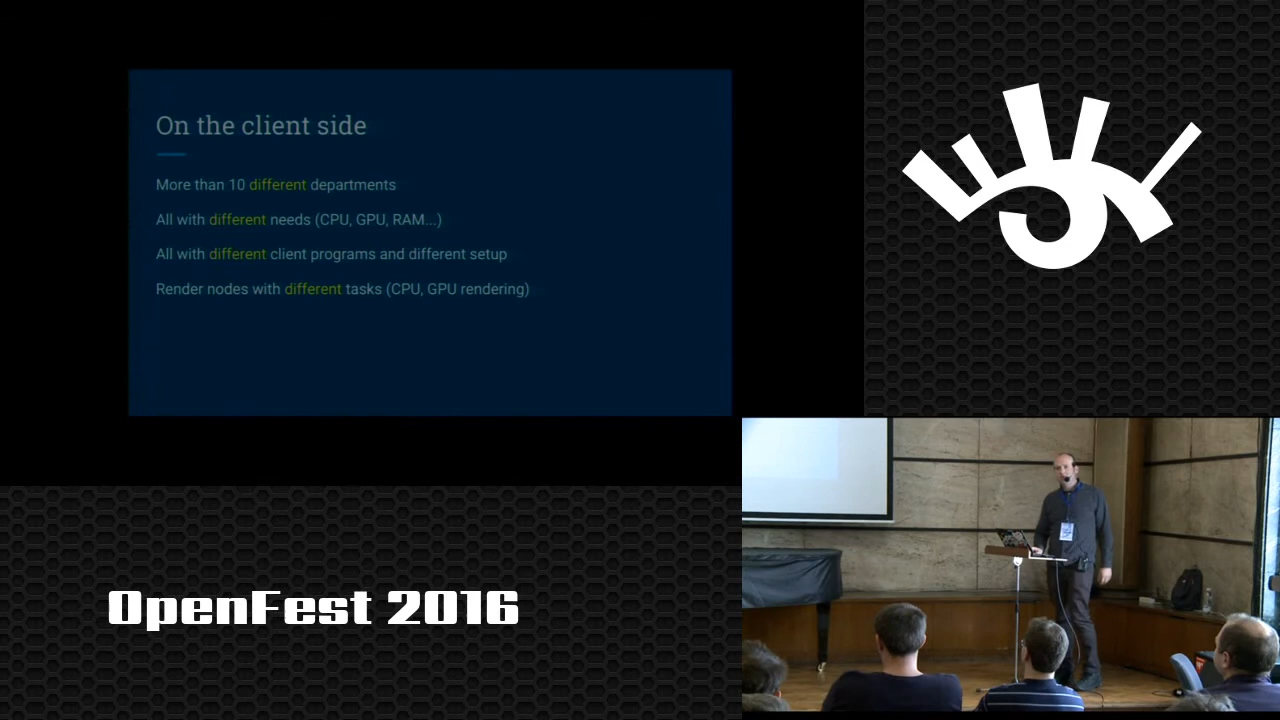 On the client side
More than 10 different departments
All with different needs (CPU, GPU, RAM...)
All with different client programs and different setup
Render nodes with different tasks (CPU, GPU rendering)
OpenFest 2016